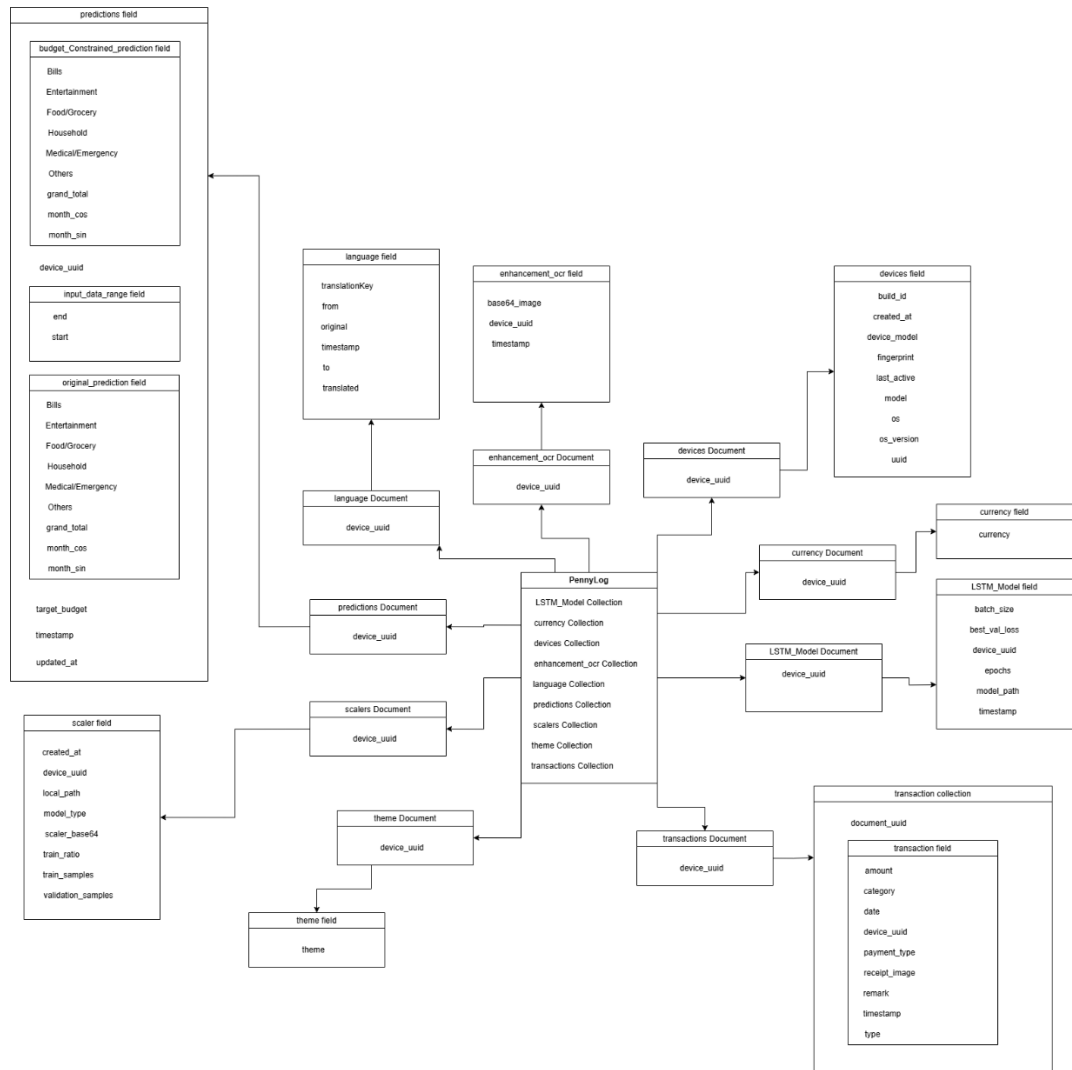 predictions field
budget_Constrained_prediction field
Bills
Entertainment
Food/Grocery
Household
Medical/Emergency
Others
grand_total
month_cos
month_sin
device_uuid
input_data_range field
end
start
original_prediction field
Bills
Entertainment
Food/Grocery
Household
Medical/Emergency
Others
grand_total
month_cos
month_sin
target_budget
timestamp
updated_at
language field
translationKey
from
original
timestamp
to
translated
enhancement_ocr field
base64_image
device_uuid
timestamp
devices field
build_id
created_at
device_model
fingerprint
last_active
model
os
os_version
uuid
language Document
device_uuid
enhancement_ocr Document
device_uuid
devices Document
device_uuid
currency field
currency
currency Document
device_uuid
PennyLog
LSTM_Model Collection
currency Collection
devices Collection
enhancement_ocr Collection
language Collection
predictions Collection
scalers Collection
theme Collection
transactions Collection
predictions Document
device_uuid
LSTM_Model Document
device_uuid
LSTM_Model field
batch_size
best_val_loss
device_uuid
epochs
model_path
timestamp
scalers Document
device_uuid
scaler field
created_at
device_uuid
local_path
model_type
scaler_base64
train_ratio
train_samples
validation_samples
theme Document
device_uuid
theme field
theme
transactions Document
device_uuid
transaction collection
document_uuid
transaction field
amount
category
date
device_uuid
payment_type
receipt_image
remark
timestamp
type